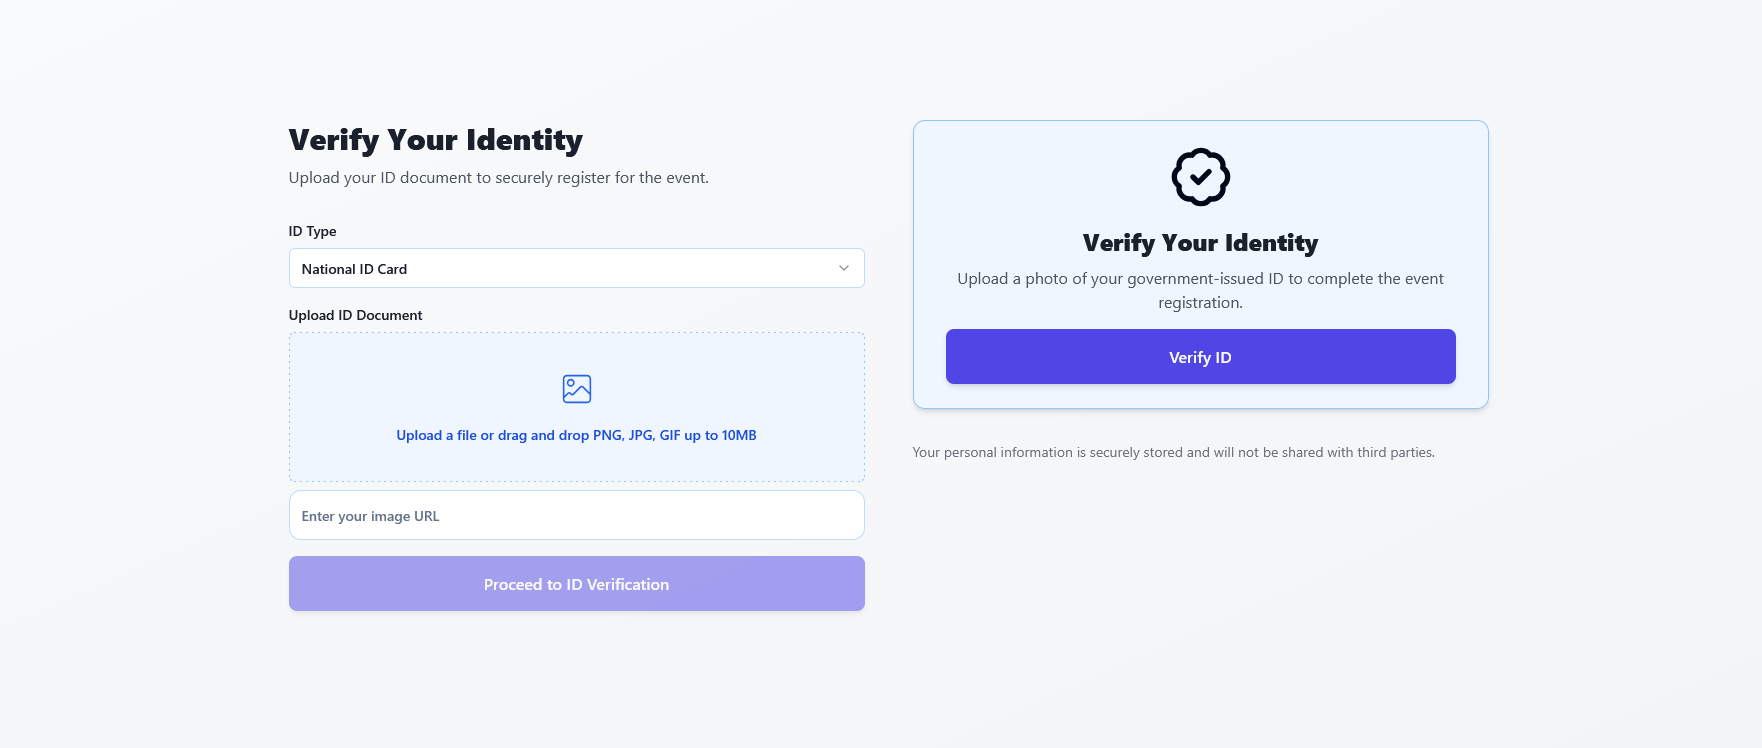 Verify Your Identity
Upload your ID document to securely register for the event.
ID Type
National ID Card
Upload ID Document
Upload a file or drag and drop PNG, JPG, GIF up to 10MB
Enter your image URL
Proceed to ID Verification
Verify Your Identity
Upload a photo of your government-issued ID to complete the event
registration.
Verify ID
Your personal information is securely stored and will not be shared with third parties.